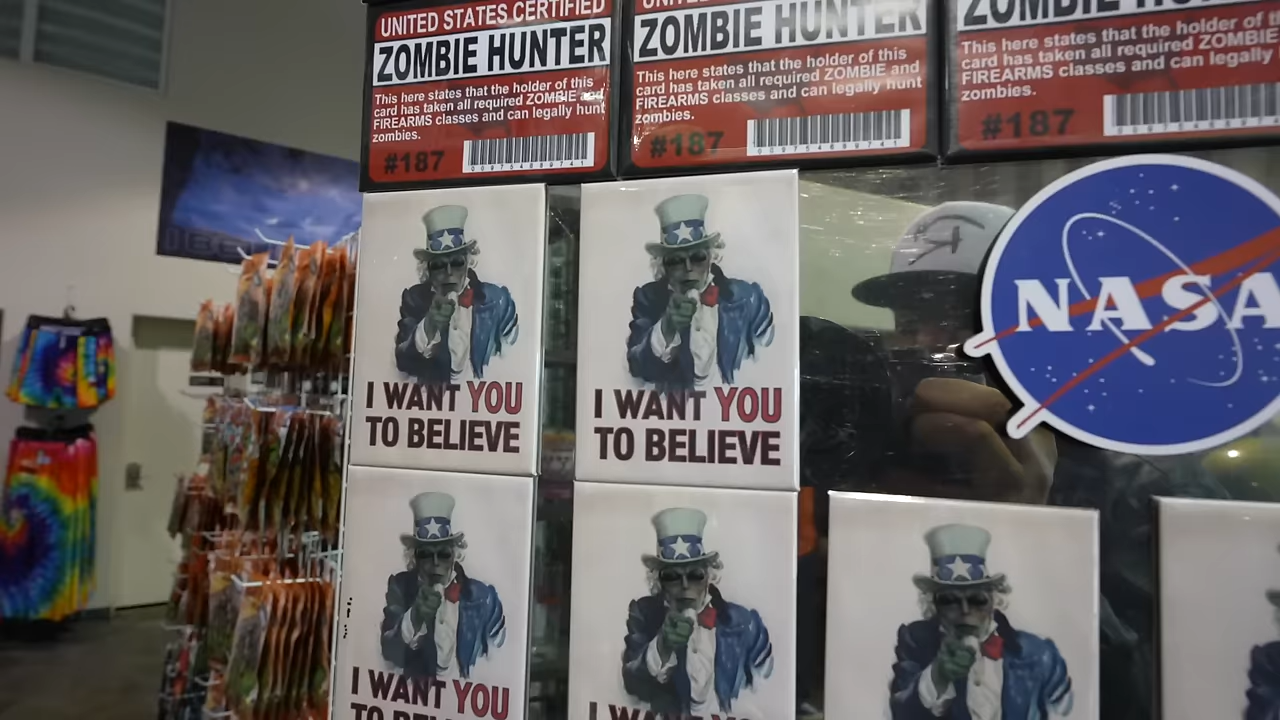 UNITED STATES CERTIFIED
ZOMBIE HUNTER
This here states that the holder of this
card has taken all required ZOMBIE and
FIREARMS classes and can legally hunt
zombies.
#187
ZOMBIE HUNTER
This here states that the holder of this
card has taken all required ZOMBIE and
FIREARMS classes and can legally hunt
zombies.
#187
ZOMBIE
This here states that the holder of
card has taken all required ZOMBIE
FIREARMS classes and can legally
zombies.
#187
NASA
I WANT YOU
TO BELIEVE
I WANT YOU
TO BELIEVE
I WANT YOU
TO
I WANT